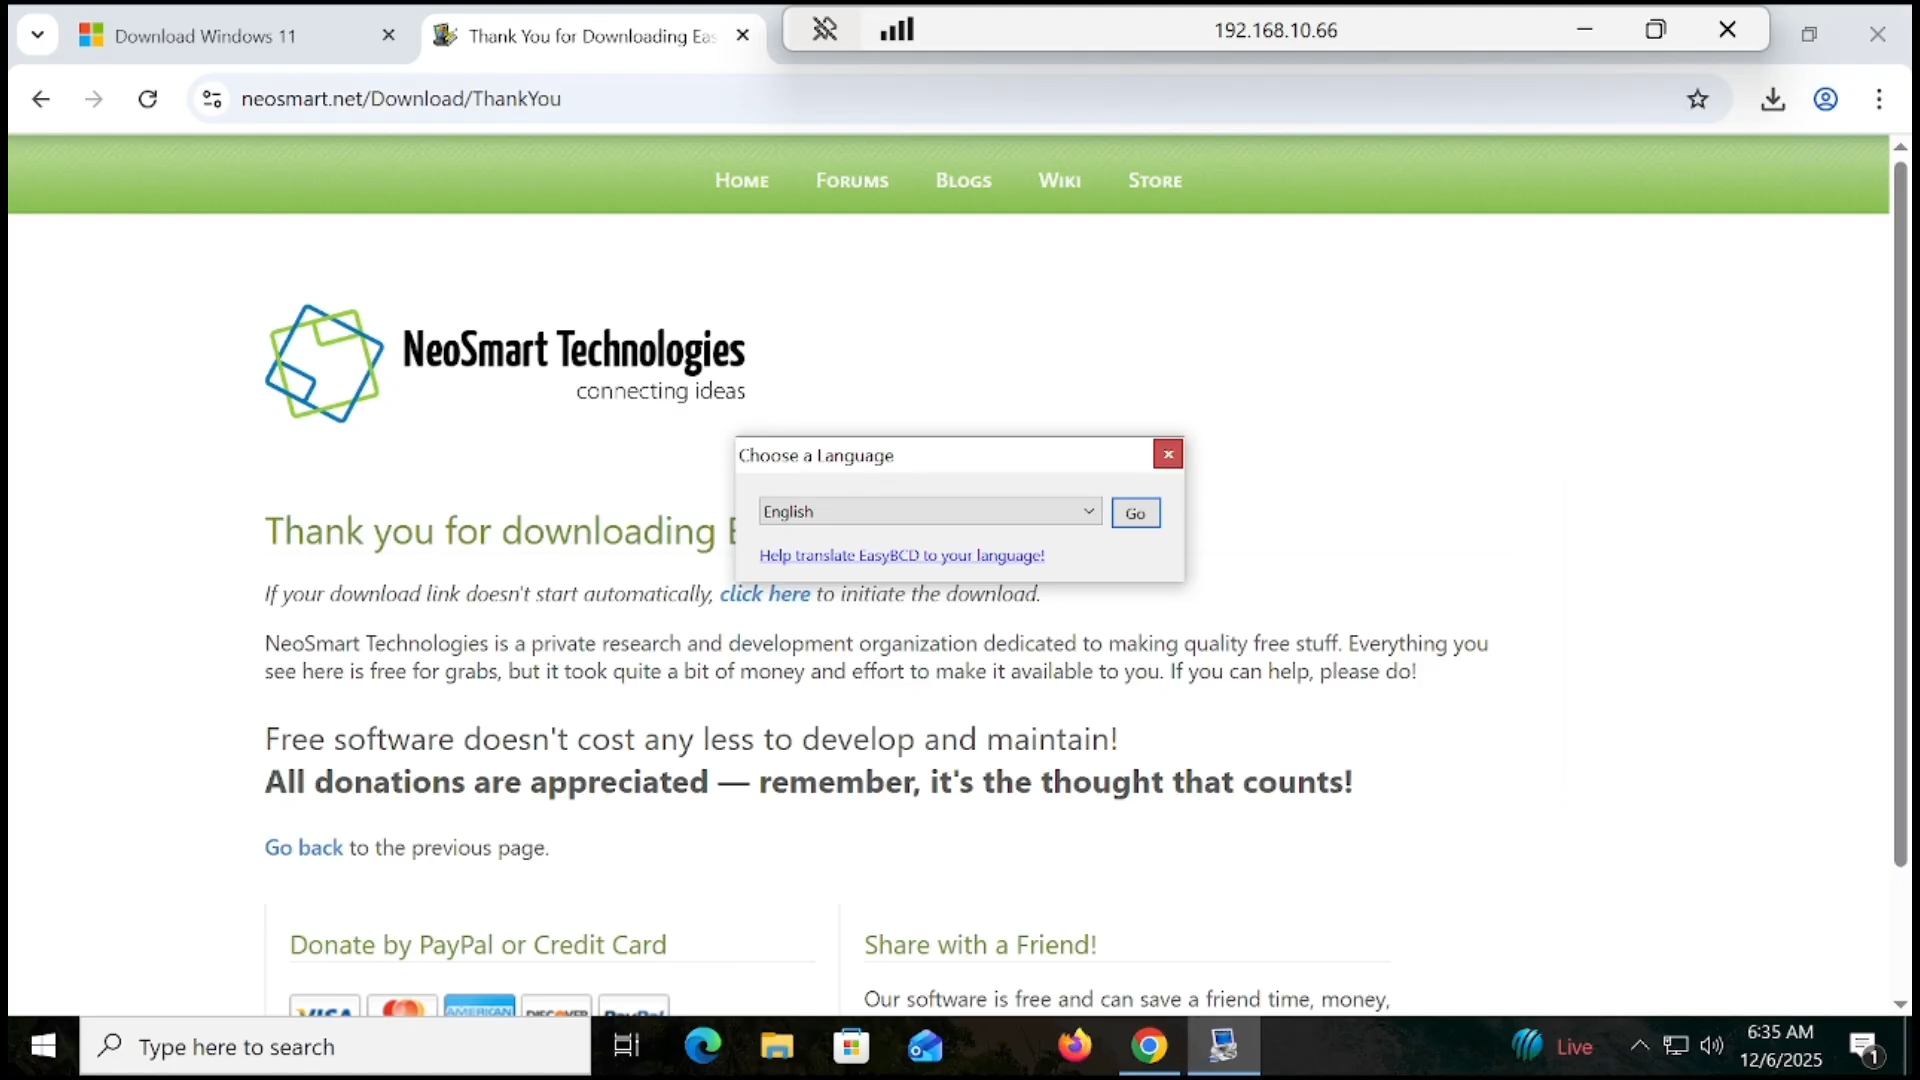 Download Windows 11
Thank You for Downloading Eas
192.168.10.66
neosmart.net/Download/ThankYou
Home Forums Blogs Wiki Store
NeoSmart Technologies
connecting ideas
Choose a Language
English
Go
Help translate EasyBCD to your language!
Thank you for downloading E
If your download link doesn't start automatically, click here to initiate the download.
NeoSmart Technologies is a private research and development organization dedicated to making quality free stuff. Everything you
see here is free for grabs, but it took quite a bit of money and effort to make it available to you. If you can help, please do!
Free software doesn't cost any less to develop and maintain!
All donations are appreciated — remember, it's the thought that counts!
Go back to the previous page.
Donate by PayPal or Credit Card
Share with a Friend!
Our software is free and can save a friend time, money,
VISA AMERICAN DISCOVER PayPal
Type here to search
Live
6:35 AM
12/6/2025
1